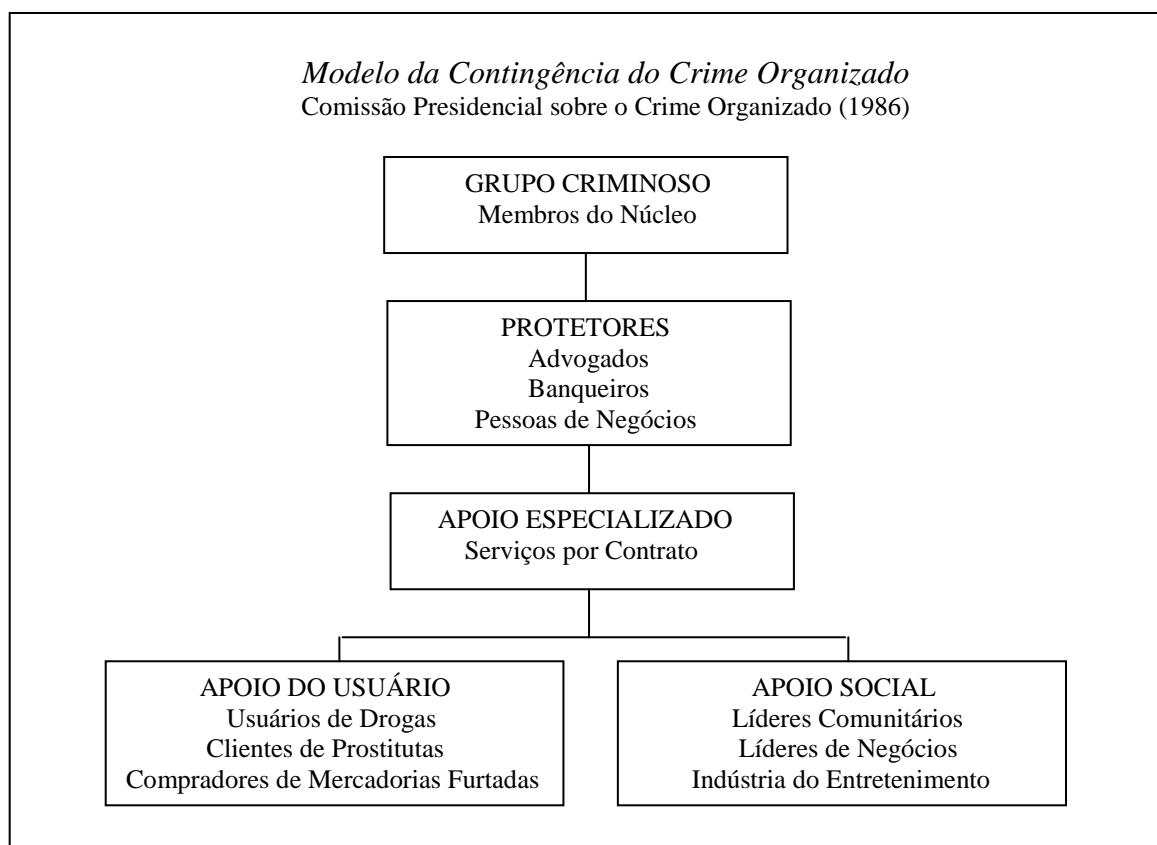 Modelo da Contingência do Crime Organizado
Comissão Presidencial sobre o Crime Organizado (1986)
GRUPO CRIMINOSO
Membros do Núcleo
PROTETORES
Advogados
Banqueiros
Pessoas de Negócios
APOIO ESPECIALIZADO
Serviços por Contrato
APOIO DO USUÁRIO
Usuários de Drogas
Clientes de Prostitutas
Compradores de Mercadorias Furtadas
APOIO SOCIAL
Líderes Comunitários
Líderes de Negócios
Indústria do Entretenimento